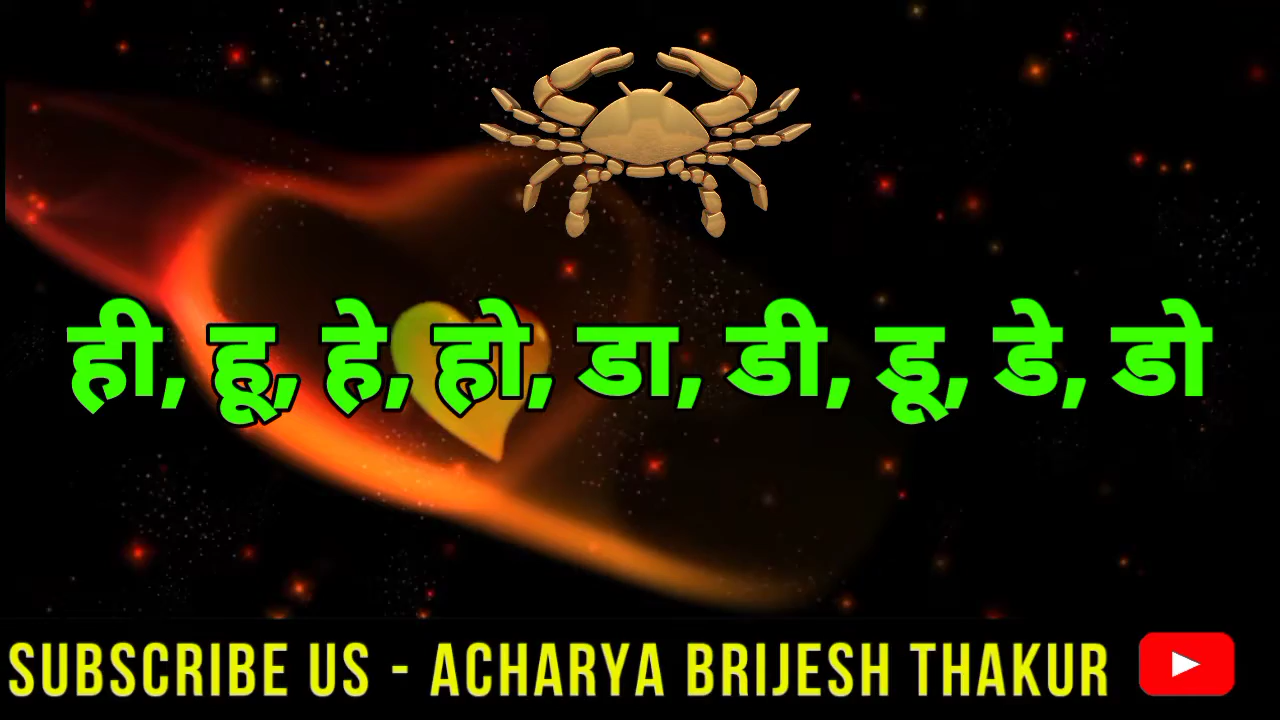 ही, हू, हे, हो, डा, डी, डू, डे, डो
SUBSCRIBE US - ACHARYA BRIJESH THAKUR